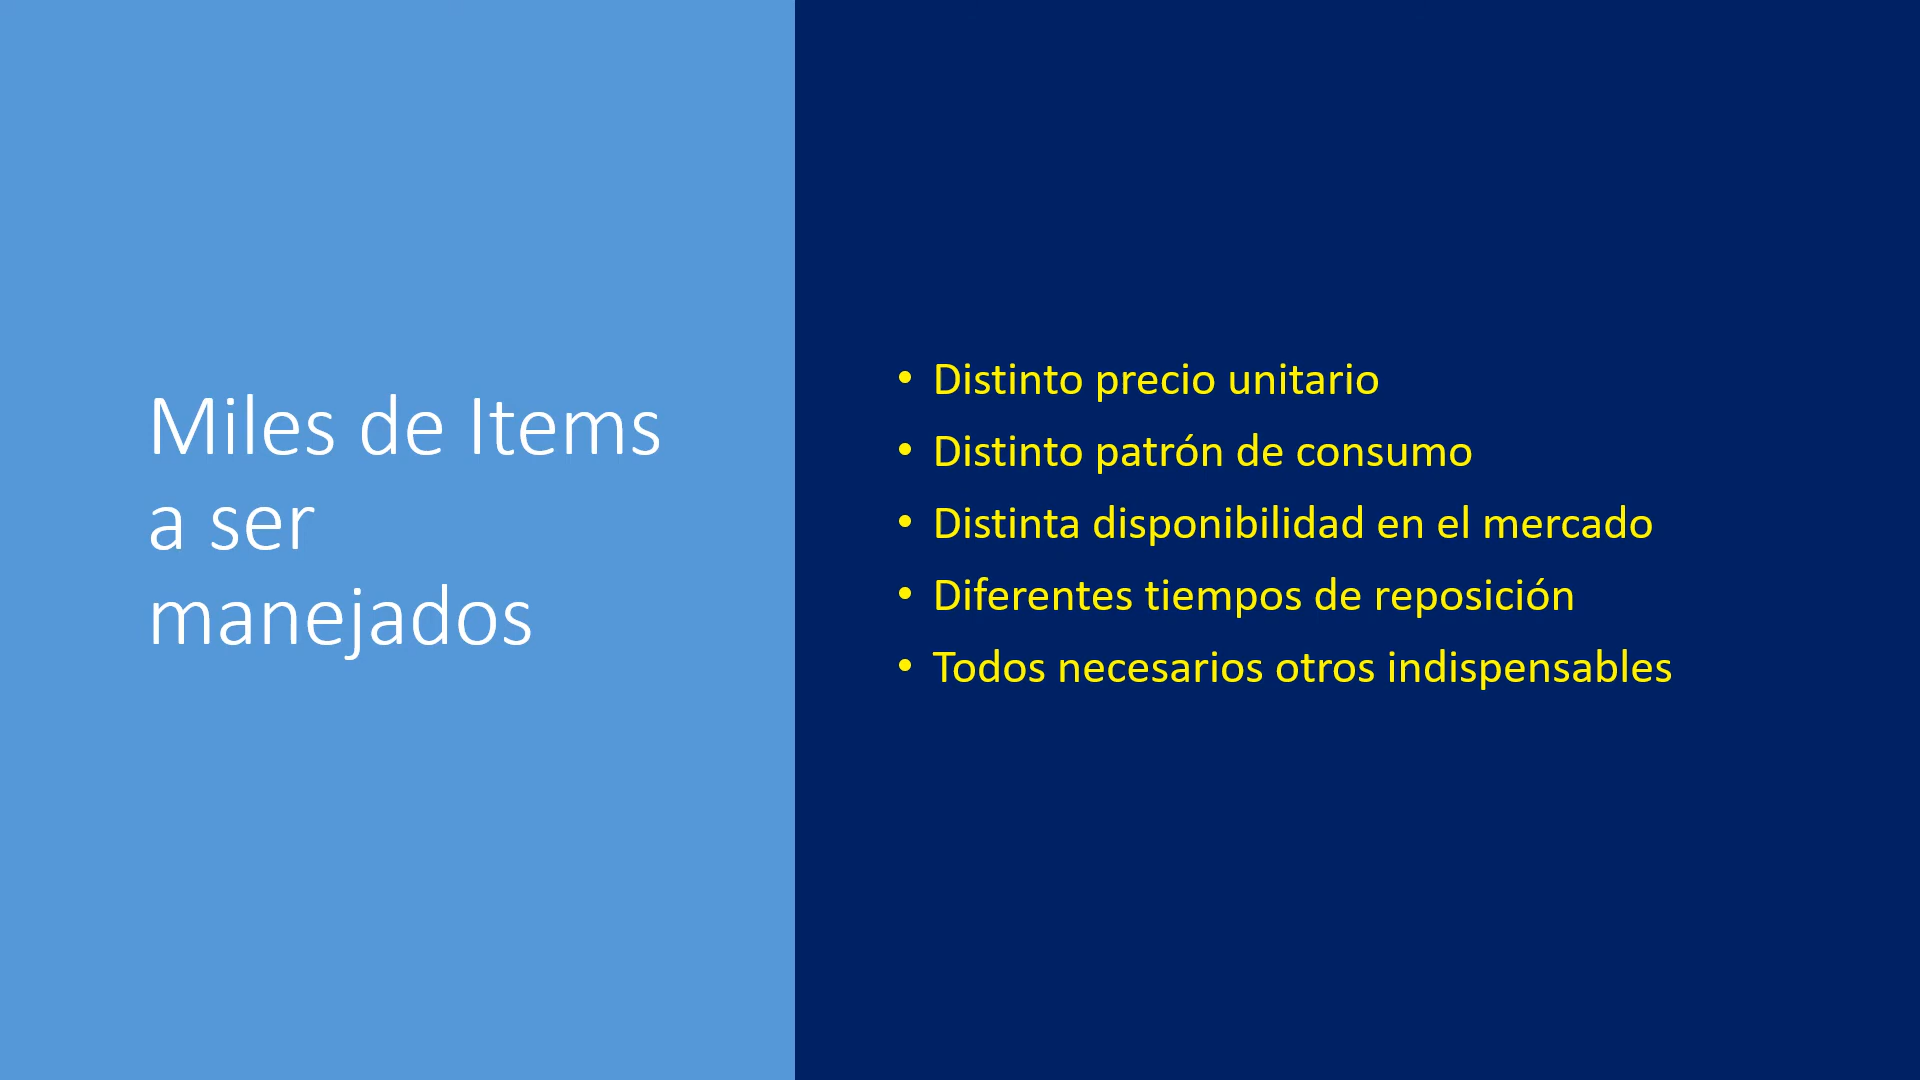 Miles de Items
a ser
manejados
• Distinto precio unitario
• Distinto patrón de consumo
• Distinta disponibilidad en el mercado
• Diferentes tiempos de reposición
• Todos necesarios otros indispensables